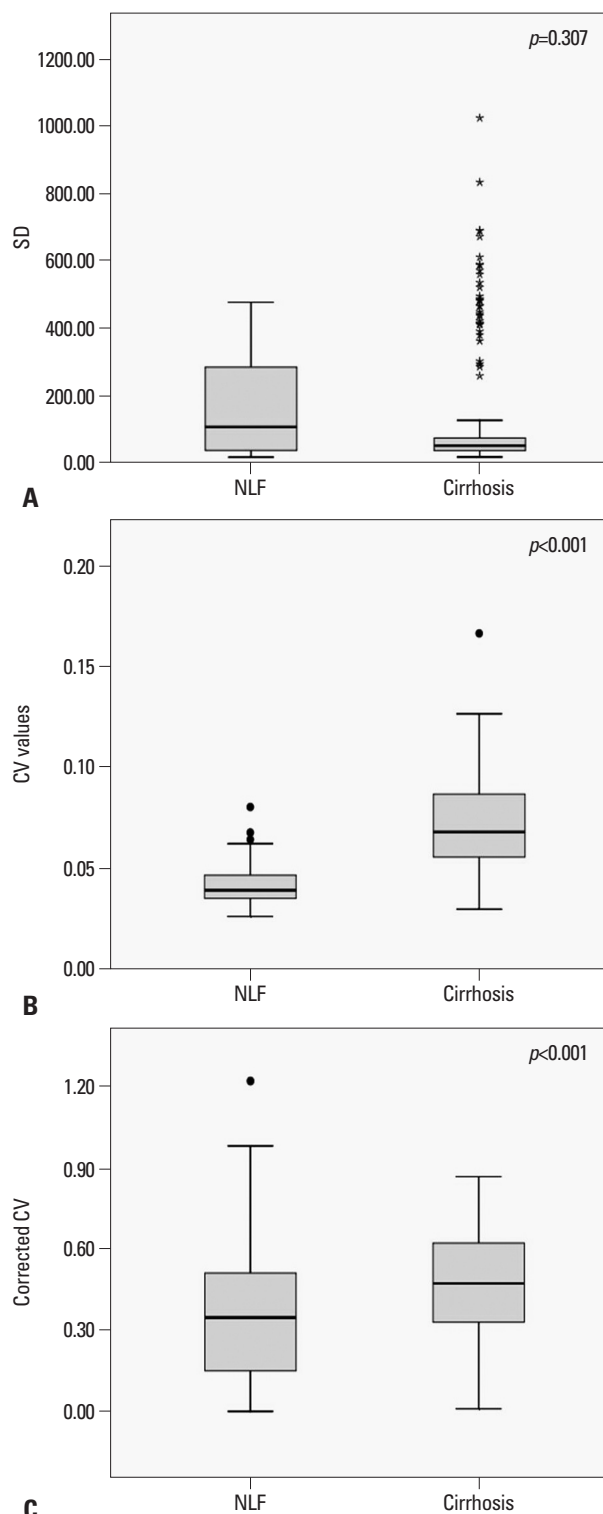 p=0.307
1200.00
1000.00
800.00
600.00
400.00
200.00
0.00
SD
NLF Cirrhosis
A
p<0.001
0.20
0.15
0.10
0.05
0.00
CV values
NLF Cirrhosis
B
p<0.001
1.20
0.90
0.60
0.30
0.00
Corrected CV
NLF Cirrhosis
C